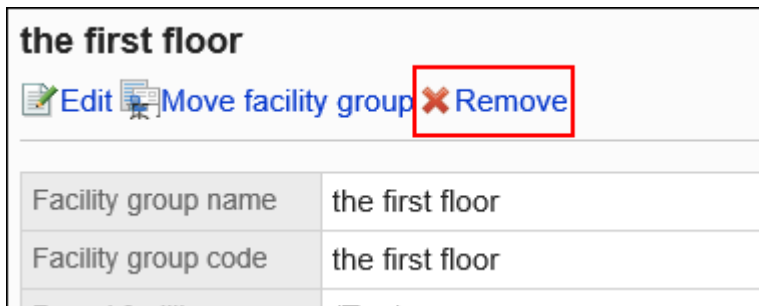 the first floor
Edit Move facility group Remove
Facility group name the first floor
Facility group code the first floor